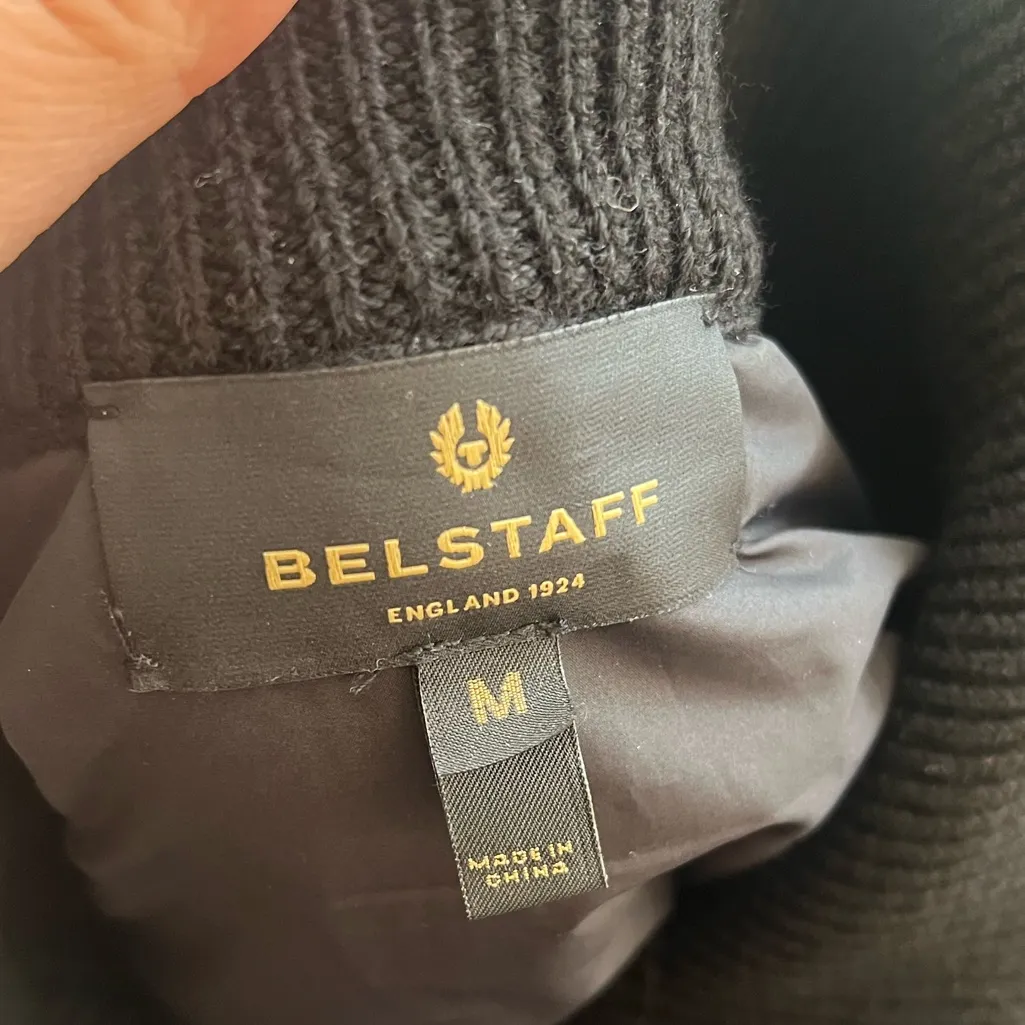 BELSTAFF
ENGLAND 1924
M
MADE IN
CHINA